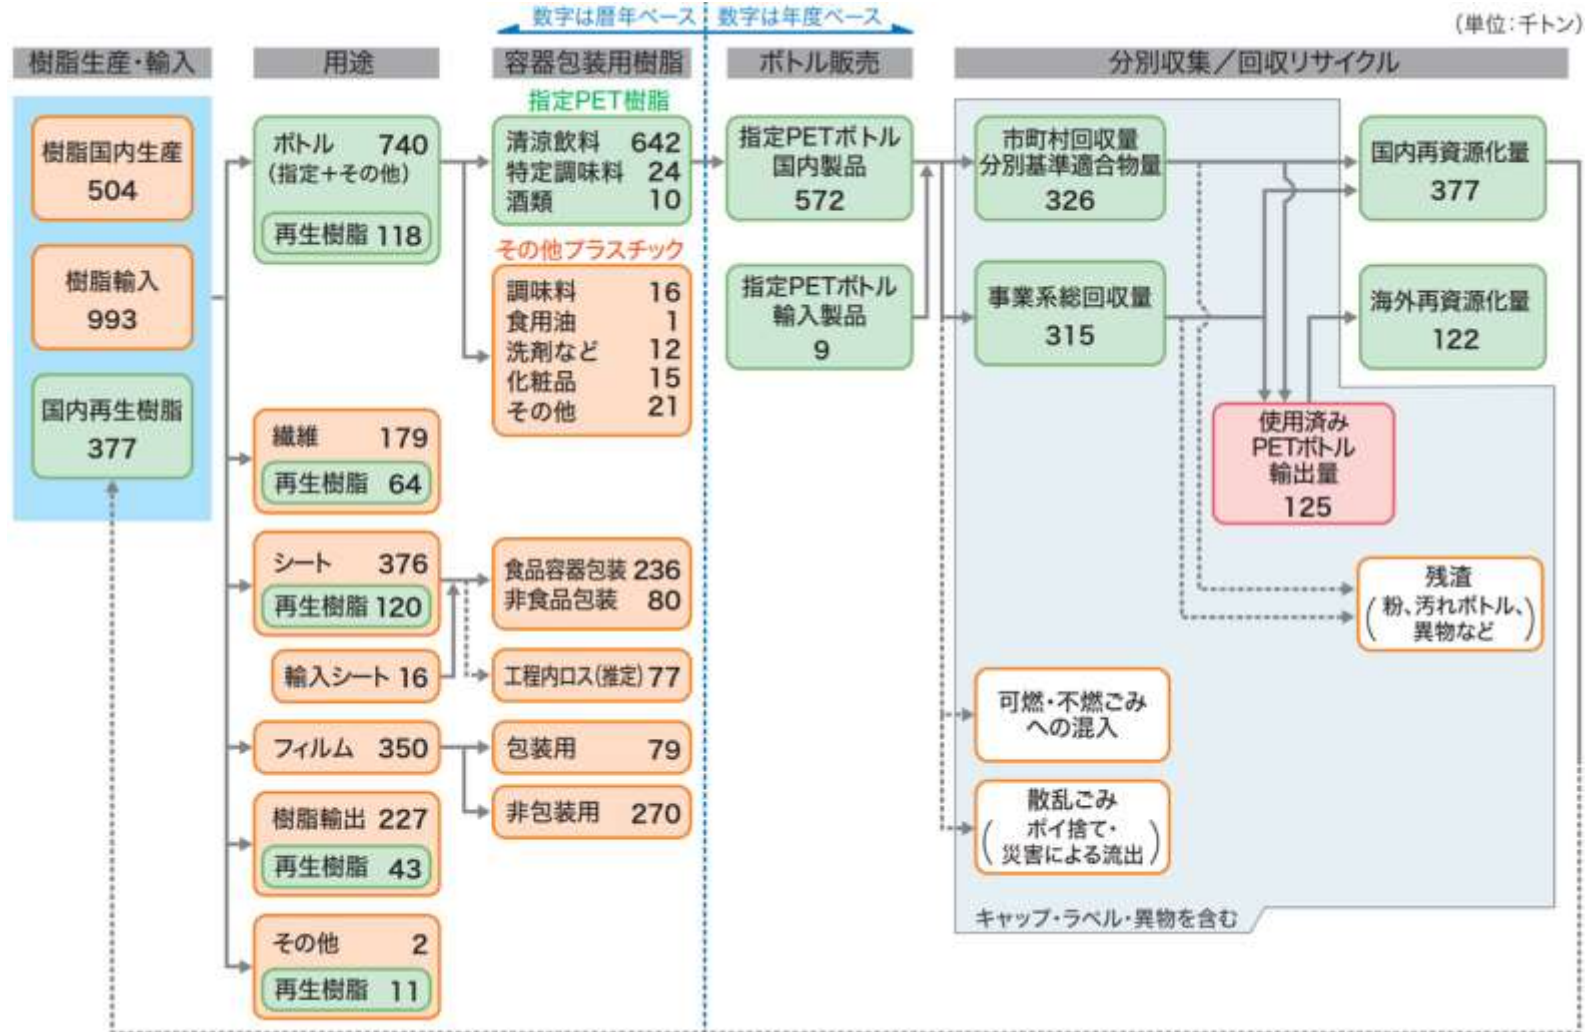 数字は暦年ベース 数字は年度ベース
(単位:千トン)
樹脂生産・輸入
用途
容器包装用樹脂
ボトル販売
分別収集/回収リサイクル
樹脂国内生産
504
樹脂輸入
993
国内再生樹脂
377
ボトル 740
(指定+その他)
再生樹脂 118
繊維 179
再生樹脂 64
シート 376
再生樹脂 120
輸入シート 16
フィルム 350
樹脂輸出 227
再生樹脂 43
その他 2
再生樹脂 11
指定PET樹脂
清涼飲料 642
特定調味料 24
酒類 10
その他プラスチック
調味料 16
食用油 1
洗剤など 12
化粧品 15
その他 21
食品容器包装 236
非食品包装 80
工程内ロス(推定) 77
包装用 79
非包装用 270
指定PETボトル
国内製品
572
指定PETボトル
輸入製品
9
市町村回収量
分別基準適合物量
326
事業系総回収量
315
国内再資源化量
377
海外再資源化量
122
使用済み
PETボトル
輸出量
125
残渣
(粉、汚れボトル、
異物など)
可燃・不燃ごみ
への混入
散乱ごみ
(ポイ捨て・
災害による流出)
キャップ・ラベル・異物を含む